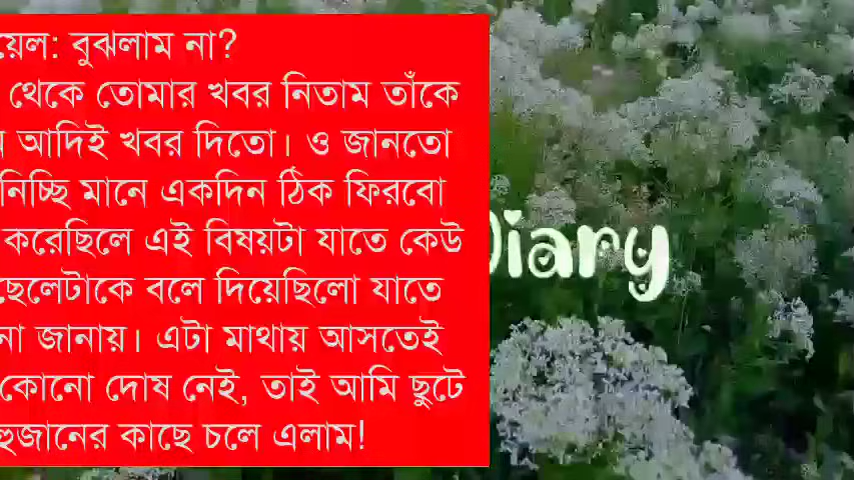 বুঝলাম না?
থেকে তোমার খবর নিতাম তাঁকে
আদিই খবর দিতো। ও জানতো
নিচ্ছি মানে একদিন ঠিক ফিরবো
করেছিলে এই বিষয়টা যাতে কেউ
ছেলেটাকে বলে দিয়েছিলো যাতে
না জানায়। এটা মাথায় আসতেই
কোনো দোষ নেই, তাই আমি ছুটে
কাছে চলে এলাম!
Diary